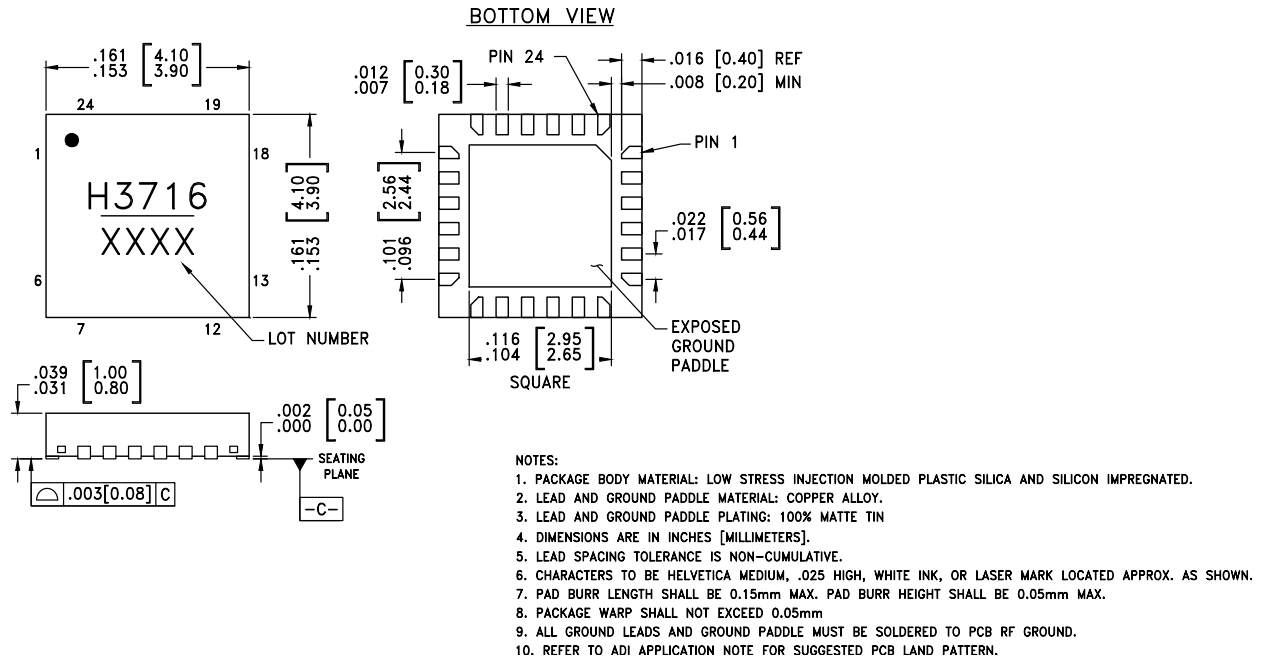 BOTTOM VIEW
.161 [4.10]
.153 [3.90]
24 19
1 18
H3716
XXXX
6 13
7 12
LOT NUMBER
.161 [4.10]
.153 [3.90]
PIN 24
.012 [0.30]
.007 [0.18]
.016 [0.40] REF
.008 [0.20] MIN
PIN 1
.101 [2.56]
.096 [2.44]
.022 [0.56]
.017 [0.44]
.116 [2.95]
.104 [2.65]
SQUARE
EXPOSED
GROUND
PADDLE
.039 [1.00]
.031 [0.80]
.002 [0.05]
.000 [0.00]
SEATING
PLANE
.003[0.08] C
-C-
NOTES:
1. PACKAGE BODY MATERIAL: LOW STRESS INJECTION MOLDED PLASTIC SILICA AND SILICON IMPREGNATED.
2. LEAD AND GROUND PADDLE MATERIAL: COPPER ALLOY.
3. LEAD AND GROUND PADDLE PLATING: 100% MATTE TIN
4. DIMENSIONS ARE IN INCHES [MILLIMETERS].
5. LEAD SPACING TOLERANCE IS NON-CUMULATIVE.
6. CHARACTERS TO BE HELVETICA MEDIUM, .025 HIGH, WHITE INK, OR LASER MARK LOCATED APPROX. AS SHOWN.
7. PAD BURR LENGTH SHALL BE 0.15mm MAX. PAD BURR HEIGHT SHALL BE 0.05mm MAX.
8. PACKAGE WARP SHALL NOT EXCEED 0.05mm
9. ALL GROUND LEADS AND GROUND PADDLE MUST BE SOLDERED TO PCB RF GROUND.
10. REFER TO ADI APPLICATION NOTE FOR SUGGESTED PCB LAND PATTERN.